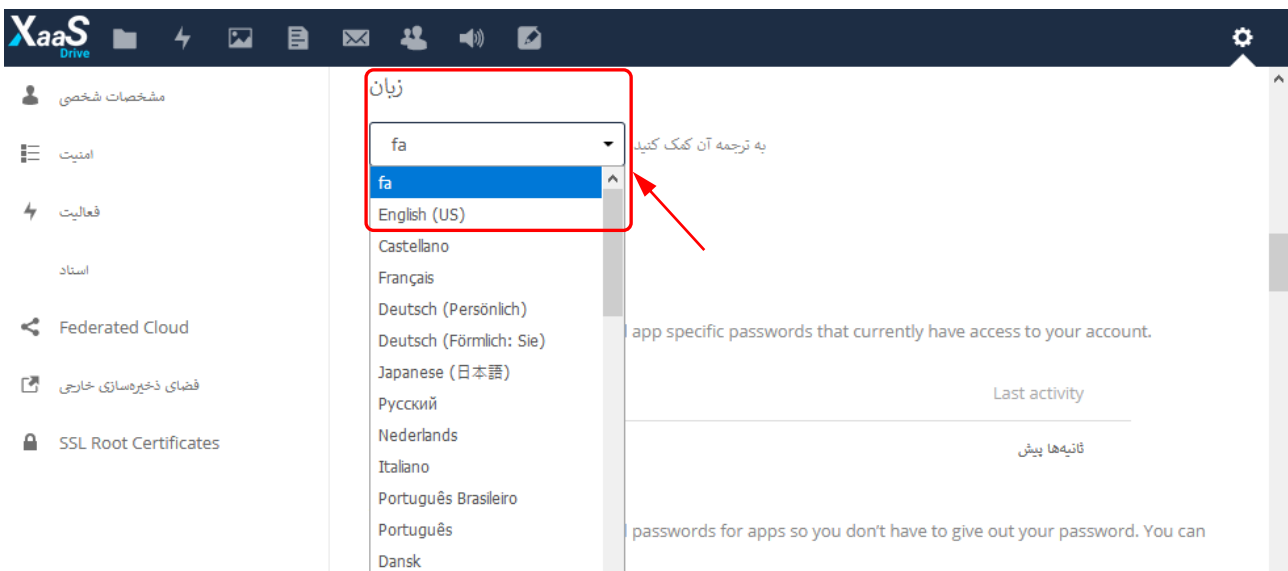 XaaS
Drive
مشخصات شخصی
امنیت
فعالیت
اسناد
Federated Cloud
فضای ذخیره‌سازی خارجی
SSL Root Certificates
زبان
fa
به ترجمه آن کمک کنید
fa
English (US)
Castellano
Français
Deutsch (Persönlich)
Deutsch (Förmlich: Sie)
Japanese (日本語)
Русский
Nederlands
Italiano
Português Brasileiro
Português
Dansk
app specific passwords that currently have access to your account.
Last activity
ثانیه‌ها پیش
passwords for apps so you don't have to give out your password. You can